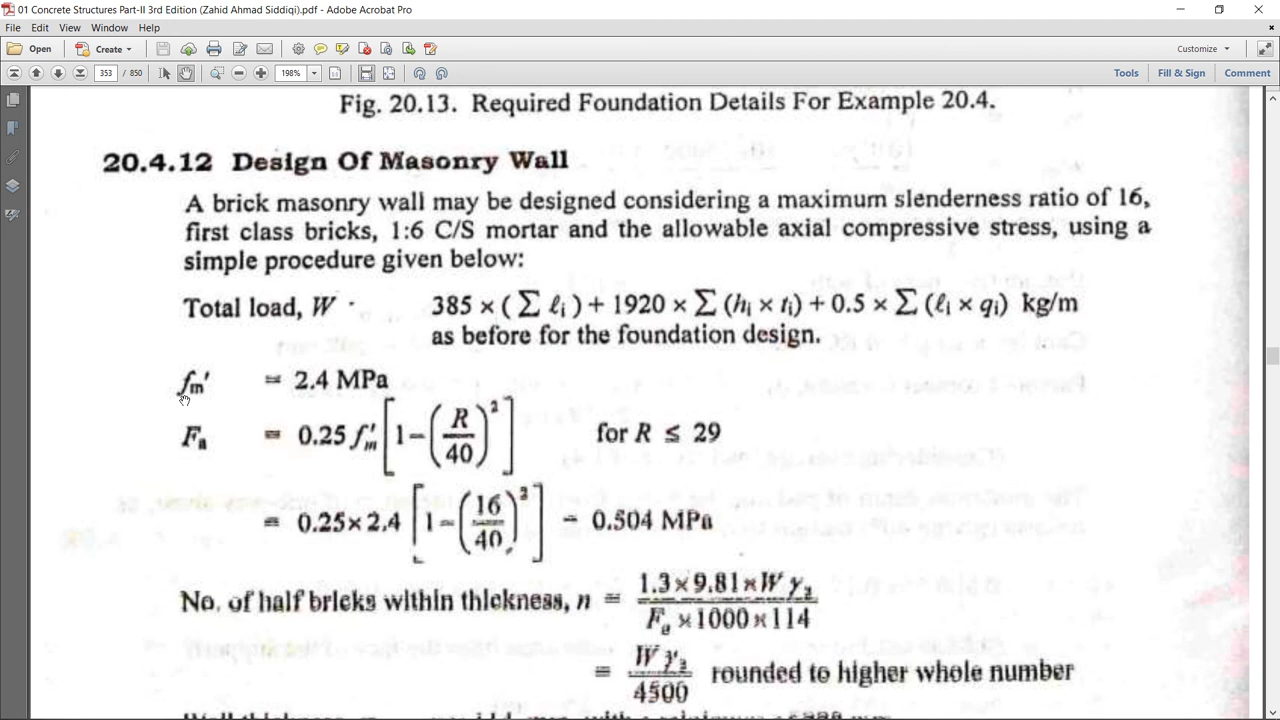 01 Concrete Structures Part-II 3rd Edition (Zahid Ahmad Siddiqi).pdf - Adobe Acrobat Pro
File Edit View Window Help
Open Create Customize
353 / 850 198% Tools Fill & Sign Comment
Fig. 20.13. Required Foundation Details For Example 20.4.
20.4.12 Design Of Masonry Wall
A brick masonry wall may be designed considering a maximum slenderness ratio of 16,
first class bricks, 1:6 C/S mortar and the allowable axial compressive stress, using a
simple procedure given below:
Total load, W 385 × ( ∑ ℓi ) + 1920 × ∑ (hi × ti) + 0.5 × ∑ (ℓi × qi) kg/m
as before for the foundation design.
fm' = 2.4 MPa
Fa = 0.25 f'm [1 − (R/40)²] for R ≤ 29
= 0.25×2.4 [1 − (16/40)²] = 0.504 MPa
No. of half bricks within thickness, n = 1.3×9.81×Wγ2 / Fa ×1000×114
= Wγ2 / 4500 rounded to higher whole number